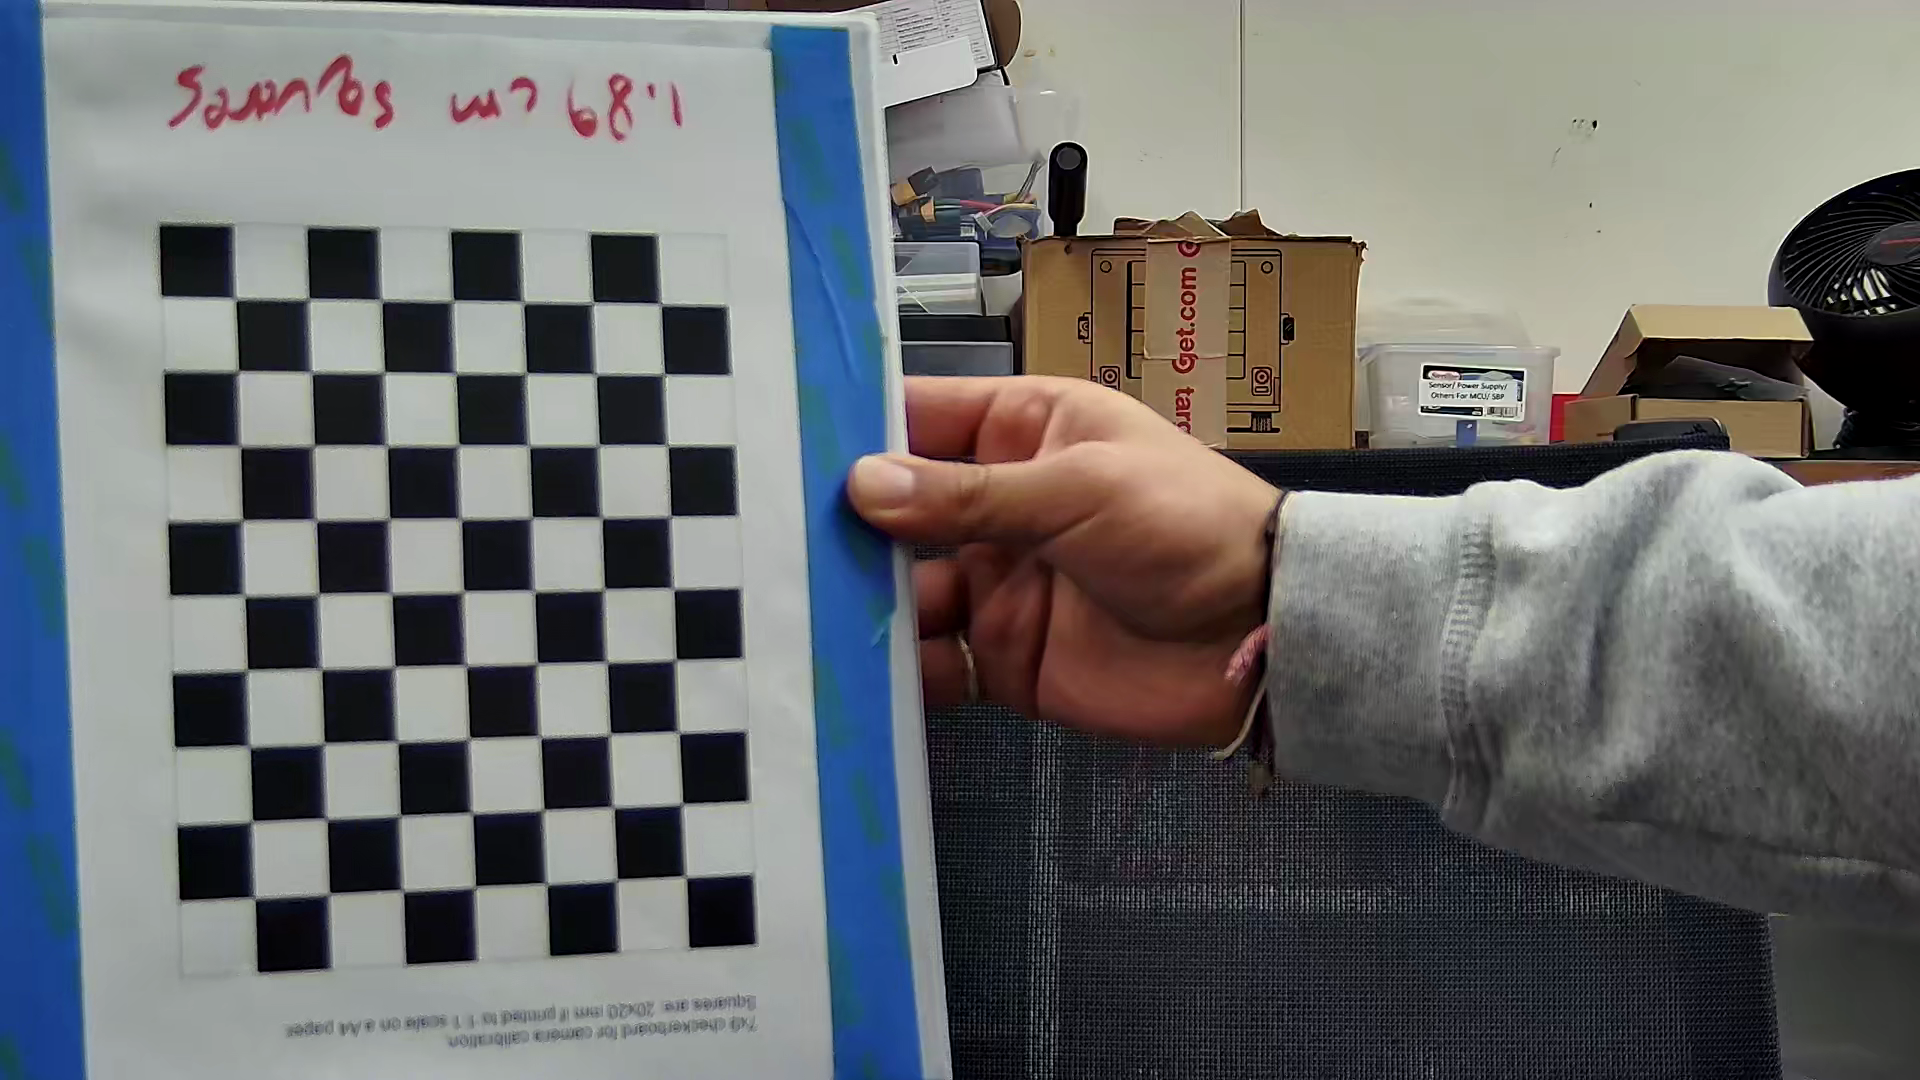 1.89 cm squares
7x9 checkerboard for camera calibration
Squares are 20x20 mm if printed to 1:1 scale on a A4 paper
target.com
Sensor/ Power Supply/
Others For MCU/ SBP